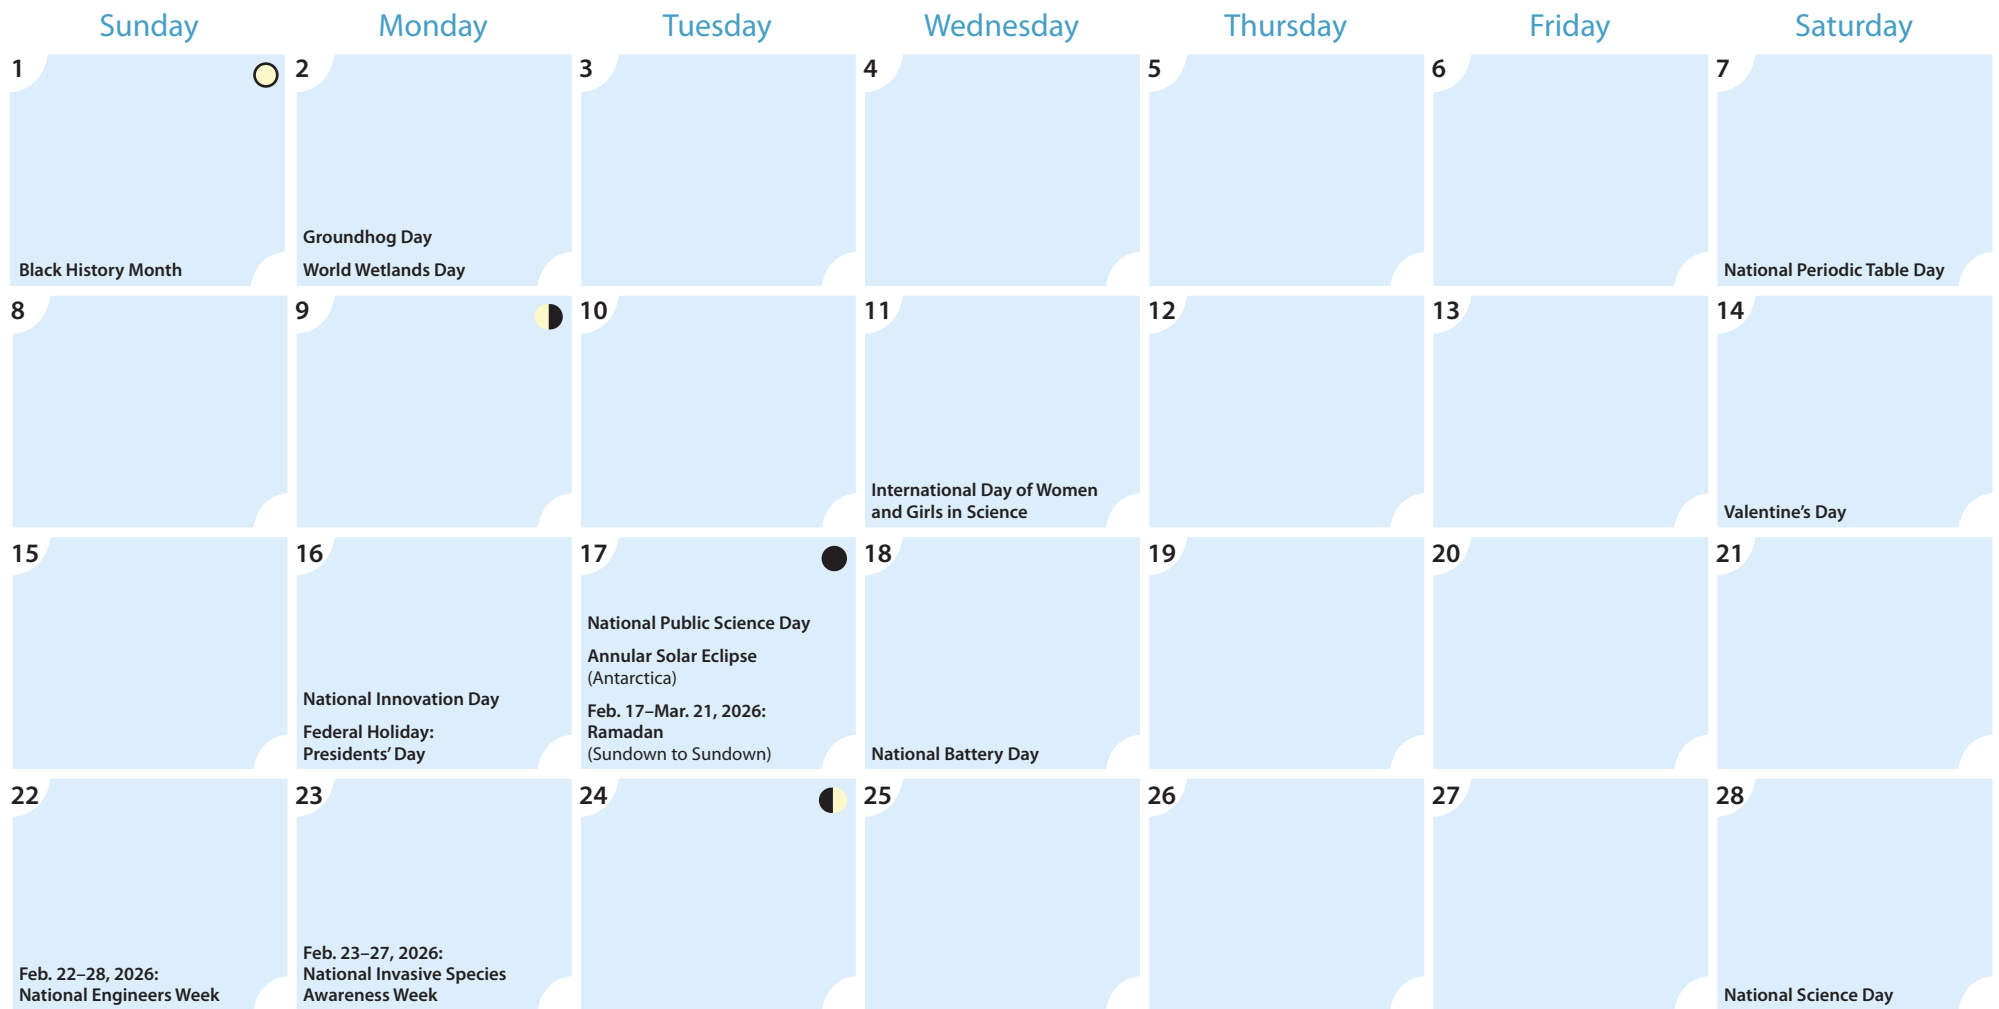 Sunday
Monday
Tuesday
Wednesday
Thursday
Friday
Saturday
1
Black History Month
2
Groundhog Day
World Wetlands Day
3
4
5
6
7
National Periodic Table Day
8
9
10
11
International Day of Women
and Girls in Science
12
13
14
Valentine’s Day
15
16
National Innovation Day
Federal Holiday:
Presidents’ Day
17
National Public Science Day
Annular Solar Eclipse
(Antarctica)
Feb. 17–Mar. 21, 2026:
Ramadan
(Sundown to Sundown)
18
National Battery Day
19
20
21
22
Feb. 22–28, 2026:
National Engineers Week
23
Feb. 23–27, 2026:
National Invasive Species
Awareness Week
24
25
26
27
28
National Science Day